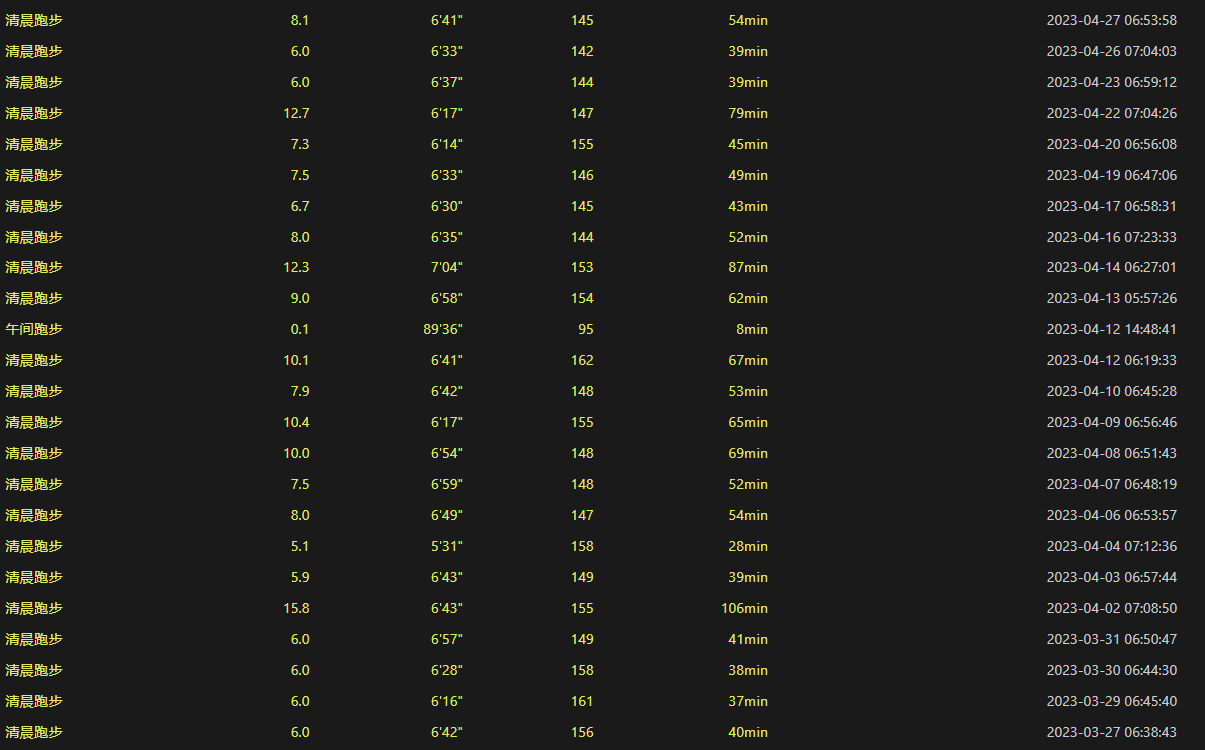 清晨跑步 8.1 6'41" 145 54min 2023-04-27 06:53:58
清晨跑步 6.0 6'33" 142 39min 2023-04-26 07:04:03
清晨跑步 6.0 6'37" 144 39min 2023-04-23 06:59:12
清晨跑步 12.7 6'17" 147 79min 2023-04-22 07:04:26
清晨跑步 7.3 6'14" 155 45min 2023-04-20 06:56:08
清晨跑步 7.5 6'33" 146 49min 2023-04-19 06:47:06
清晨跑步 6.7 6'30" 145 43min 2023-04-17 06:58:31
清晨跑步 8.0 6'35" 144 52min 2023-04-16 07:23:33
清晨跑步 12.3 7'04" 153 87min 2023-04-14 06:27:01
清晨跑步 9.0 6'58" 154 62min 2023-04-13 05:57:26
午间跑步 0.1 89'36" 95 8min 2023-04-12 14:48:41
清晨跑步 10.1 6'41" 162 67min 2023-04-12 06:19:33
清晨跑步 7.9 6'42" 148 53min 2023-04-10 06:45:28
清晨跑步 10.4 6'17" 155 65min 2023-04-09 06:56:46
清晨跑步 10.0 6'54" 148 69min 2023-04-08 06:51:43
清晨跑步 7.5 6'59" 148 52min 2023-04-07 06:48:19
清晨跑步 8.0 6'49" 147 54min 2023-04-06 06:53:57
清晨跑步 5.1 5'31" 158 28min 2023-04-04 07:12:36
清晨跑步 5.9 6'43" 149 39min 2023-04-03 06:57:44
清晨跑步 15.8 6'43" 155 106min 2023-04-02 07:08:50
清晨跑步 6.0 6'57" 149 41min 2023-03-31 06:50:47
清晨跑步 6.0 6'28" 158 38min 2023-03-30 06:44:30
清晨跑步 6.0 6'16" 161 37min 2023-03-29 06:45:40
清晨跑步 6.0 6'42" 156 40min 2023-03-27 06:38:43